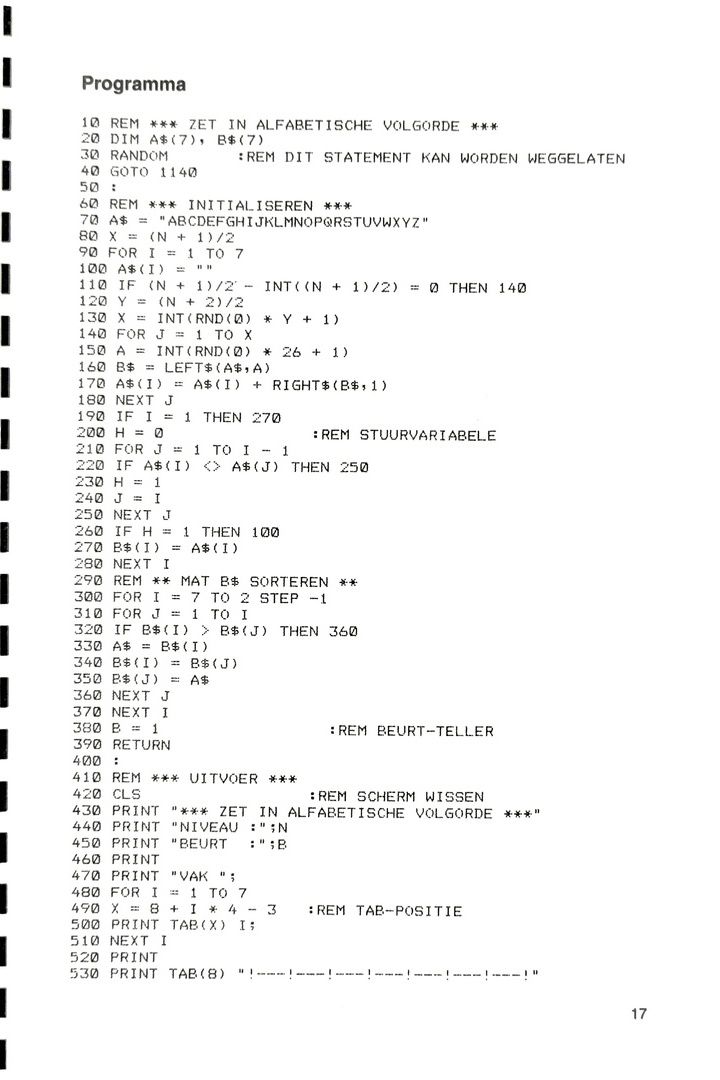 Programma
10 REM *** ZET IN ALFABETISCHE VOLGORDE ***
20 DIM A$(7), B$(7)
30 RANDOM :REM DIT STATEMENT KAN WORDEN WEGGELATEN
40 GOTO 1140
50 :
60 REM *** INITIALISEREN ***
70 A$ = "ABCDEFGHIJKLMNOPQRSTUVWXYZ"
80 X = (N + 1)/2
90 FOR I = 1 TO 7
100 A$(I) = ""
110 IF (N + 1)/2 - INT((N + 1)/2) = 0 THEN 140
120 Y = (N + 2)/2
130 X = INT(RND(0) * Y + 1)
140 FOR J = 1 TO X
150 A = INT(RND(0) * 26 + 1)
160 B$ = LEFT$(A$,A)
170 A$(I) = A$(I) + RIGHT$(B$,1)
180 NEXT J
190 IF I = 1 THEN 270
200 H = 0 :REM STUURVARIABELE
210 FOR J = 1 TO I - 1
220 IF A$(I) <> A$(J) THEN 250
230 H = 1
240 J = I
250 NEXT J
260 IF H = 1 THEN 100
270 B$(I) = A$(I)
280 NEXT I
290 REM ** MAT B$ SORTEREN **
300 FOR I = 7 TO 2 STEP -1
310 FOR J = 1 TO I
320 IF B$(I) > B$(J) THEN 360
330 A$ = B$(I)
340 B$(I) = B$(J)
350 B$(J) = A$
360 NEXT J
370 NEXT I
380 B = 1 :REM BEURT-TELLER
390 RETURN
400 :
410 REM *** UITVOER ***
420 CLS :REM SCHERM WISSEN
430 PRINT "*** ZET IN ALFABETISCHE VOLGORDE ***"
440 PRINT "NIVEAU :";N
450 PRINT "BEURT  :";B
460 PRINT
470 PRINT "VAK ";
480 FOR I = 1 TO 7
490 X = 8 + I * 4 - 3 :REM TAB-POSITIE
500 PRINT TAB(X) I;
510 NEXT I
520 PRINT
530 PRINT TAB(8) "!---!---!---!---!---!---!---!"
17